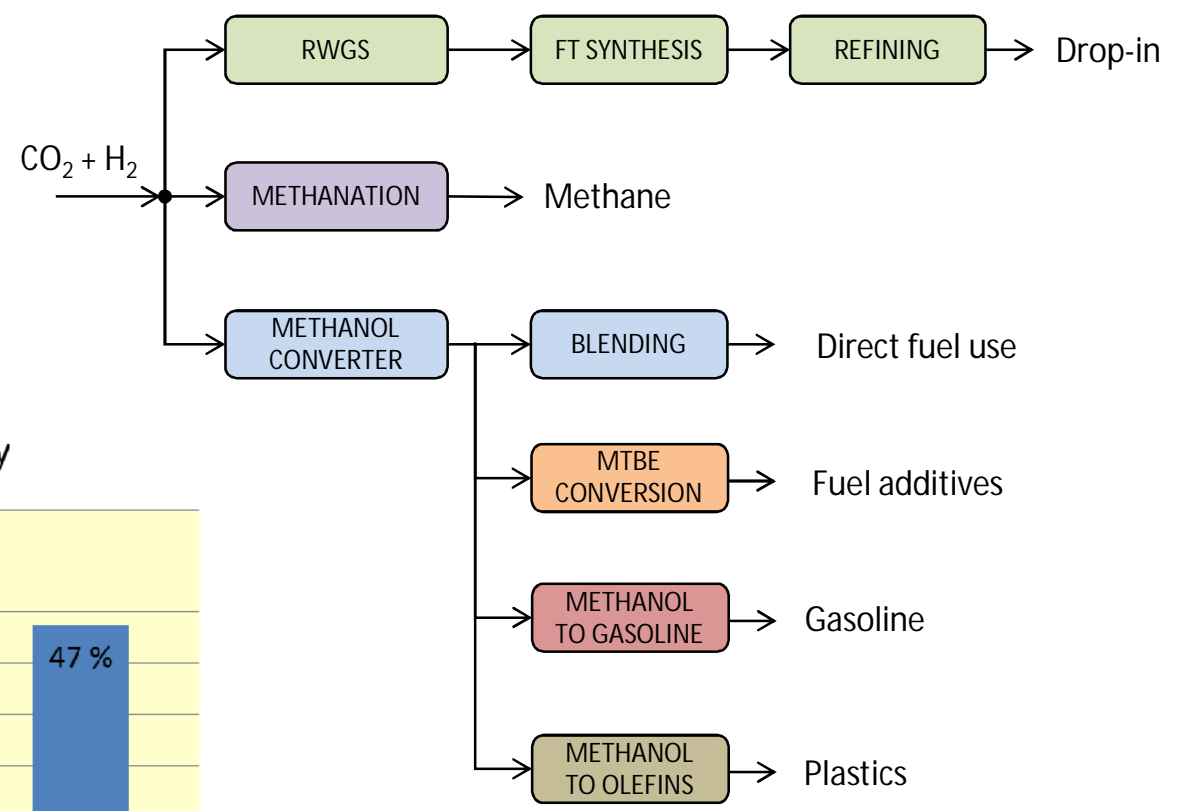 RWGS
FT SYNTHESIS
REFINING
Drop-in
CO₂ + H₂
METHANATION
Methane
METHANOL
CONVERTER
BLENDING
Direct fuel use
y
MTBE
CONVERSION
Fuel additives
METHANOL
TO GASOLINE
Gasoline
47 %
METHANOL
TO OLEFINS
Plastics